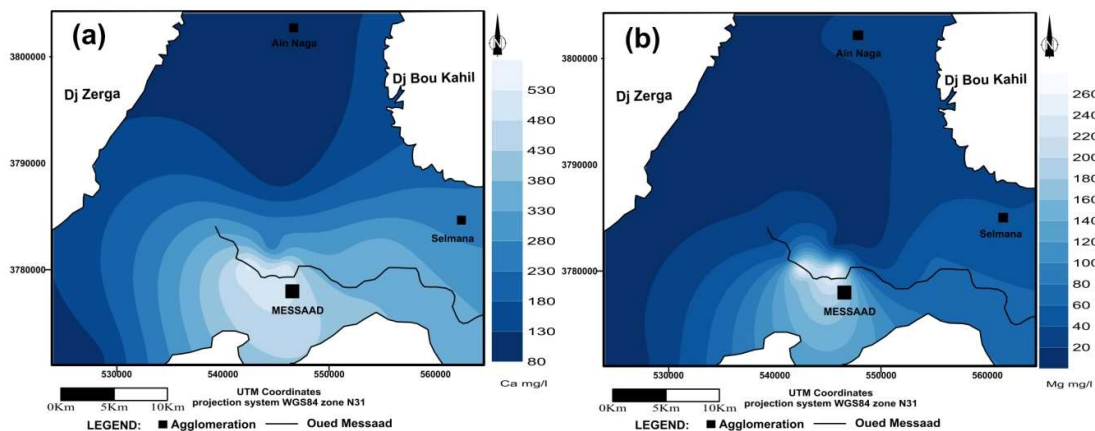 (a)
Ain Naga
N
Dj Zerga
Dj Bou Kahil
Selmana
MESSAAD
3800000
3790000
3780000
530000 540000 550000 560000
530
480
430
380
330
280
230
180
130
80
Ca mg/l
0Km 5Km 10Km
UTM Coordinates
projection system WGS84 zone N31
LEGEND: Agglomeration Oued Messaad
(b)
Ain Naga
N
Dj Zerga
Dj Bou Kahil
Selmana
MESSAAD
3800000
3790000
3780000
530000 540000 550000 560000
260
240
220
200
180
160
140
120
100
80
60
40
20
Mg mg/l
0Km 5Km 10Km
UTM Coordinates
projection system WGS84 zone N31
LEGEND: Agglomeration Oued Messaad